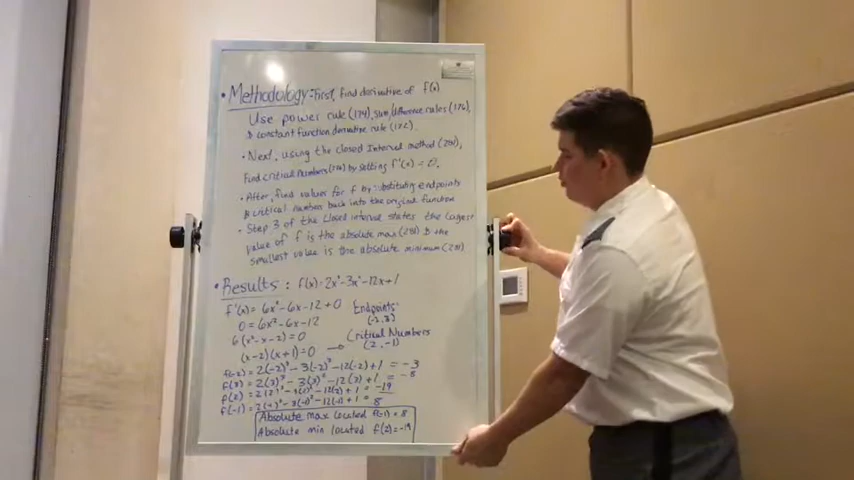 • Methodology: First, find derivative of f(x)
Use power rule (174), sum/difference rules (176),
& constant function derivative rule (172).
• Next, using the closed Interval method (281),
find critical numbers by setting f'(x) = 0.
• After, find values for f by substituting endpoints
& critical number back into the original function
• Step 3 of the closed interval states the largest
value of f is the absolute max (281) & the
smallest value is the absolute minimum (281).
• Results: f(x)=2x³-3x²-12x+1
f'(x) = 6x²-6x-12+0
0 = 6x²-6x-12
6(x²-x-2)=0
(x-2)(x+1)=0
Endpoints:
(-2,3)
Critical Numbers
(2,-1)
f(-2) = 2(-2)³-3(-2)²-12(-2)+1 = -3
f(3) = 2(3)³-3(3)²-12(3)+1 = -8
f(2) = 2(2)³-3(2)²-12(2)+1 = -19
f(-1) = 2(-1)³-3(-1)²-12(-1)+1 = 8
Absolute max located f(-1) = 8
Absolute min located f(2) = -19